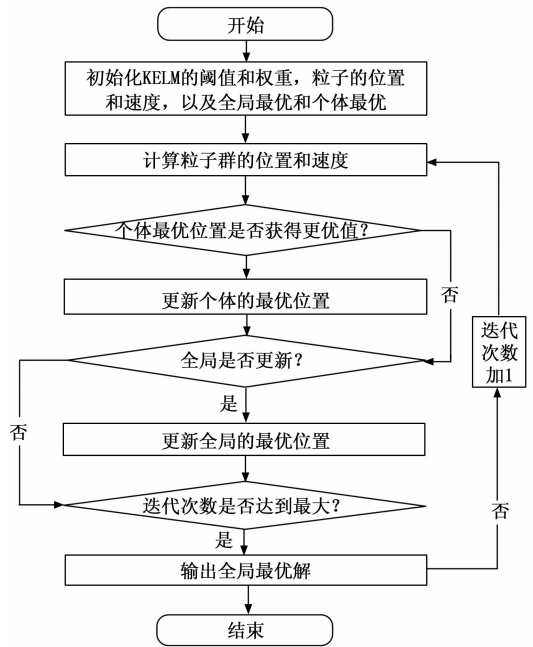 开始
初始化KELM的阈值和权重，粒子的位置
和速度，以及全局最优和个体最优
计算粒子群的位置和速度
个体最优位置是否获得更优值？
更新个体的最优位置
否
迭代
次数
加1
全局是否更新？
是
否
更新全局的最优位置
迭代次数是否达到最大？
否
是
输出全局最优解
结束